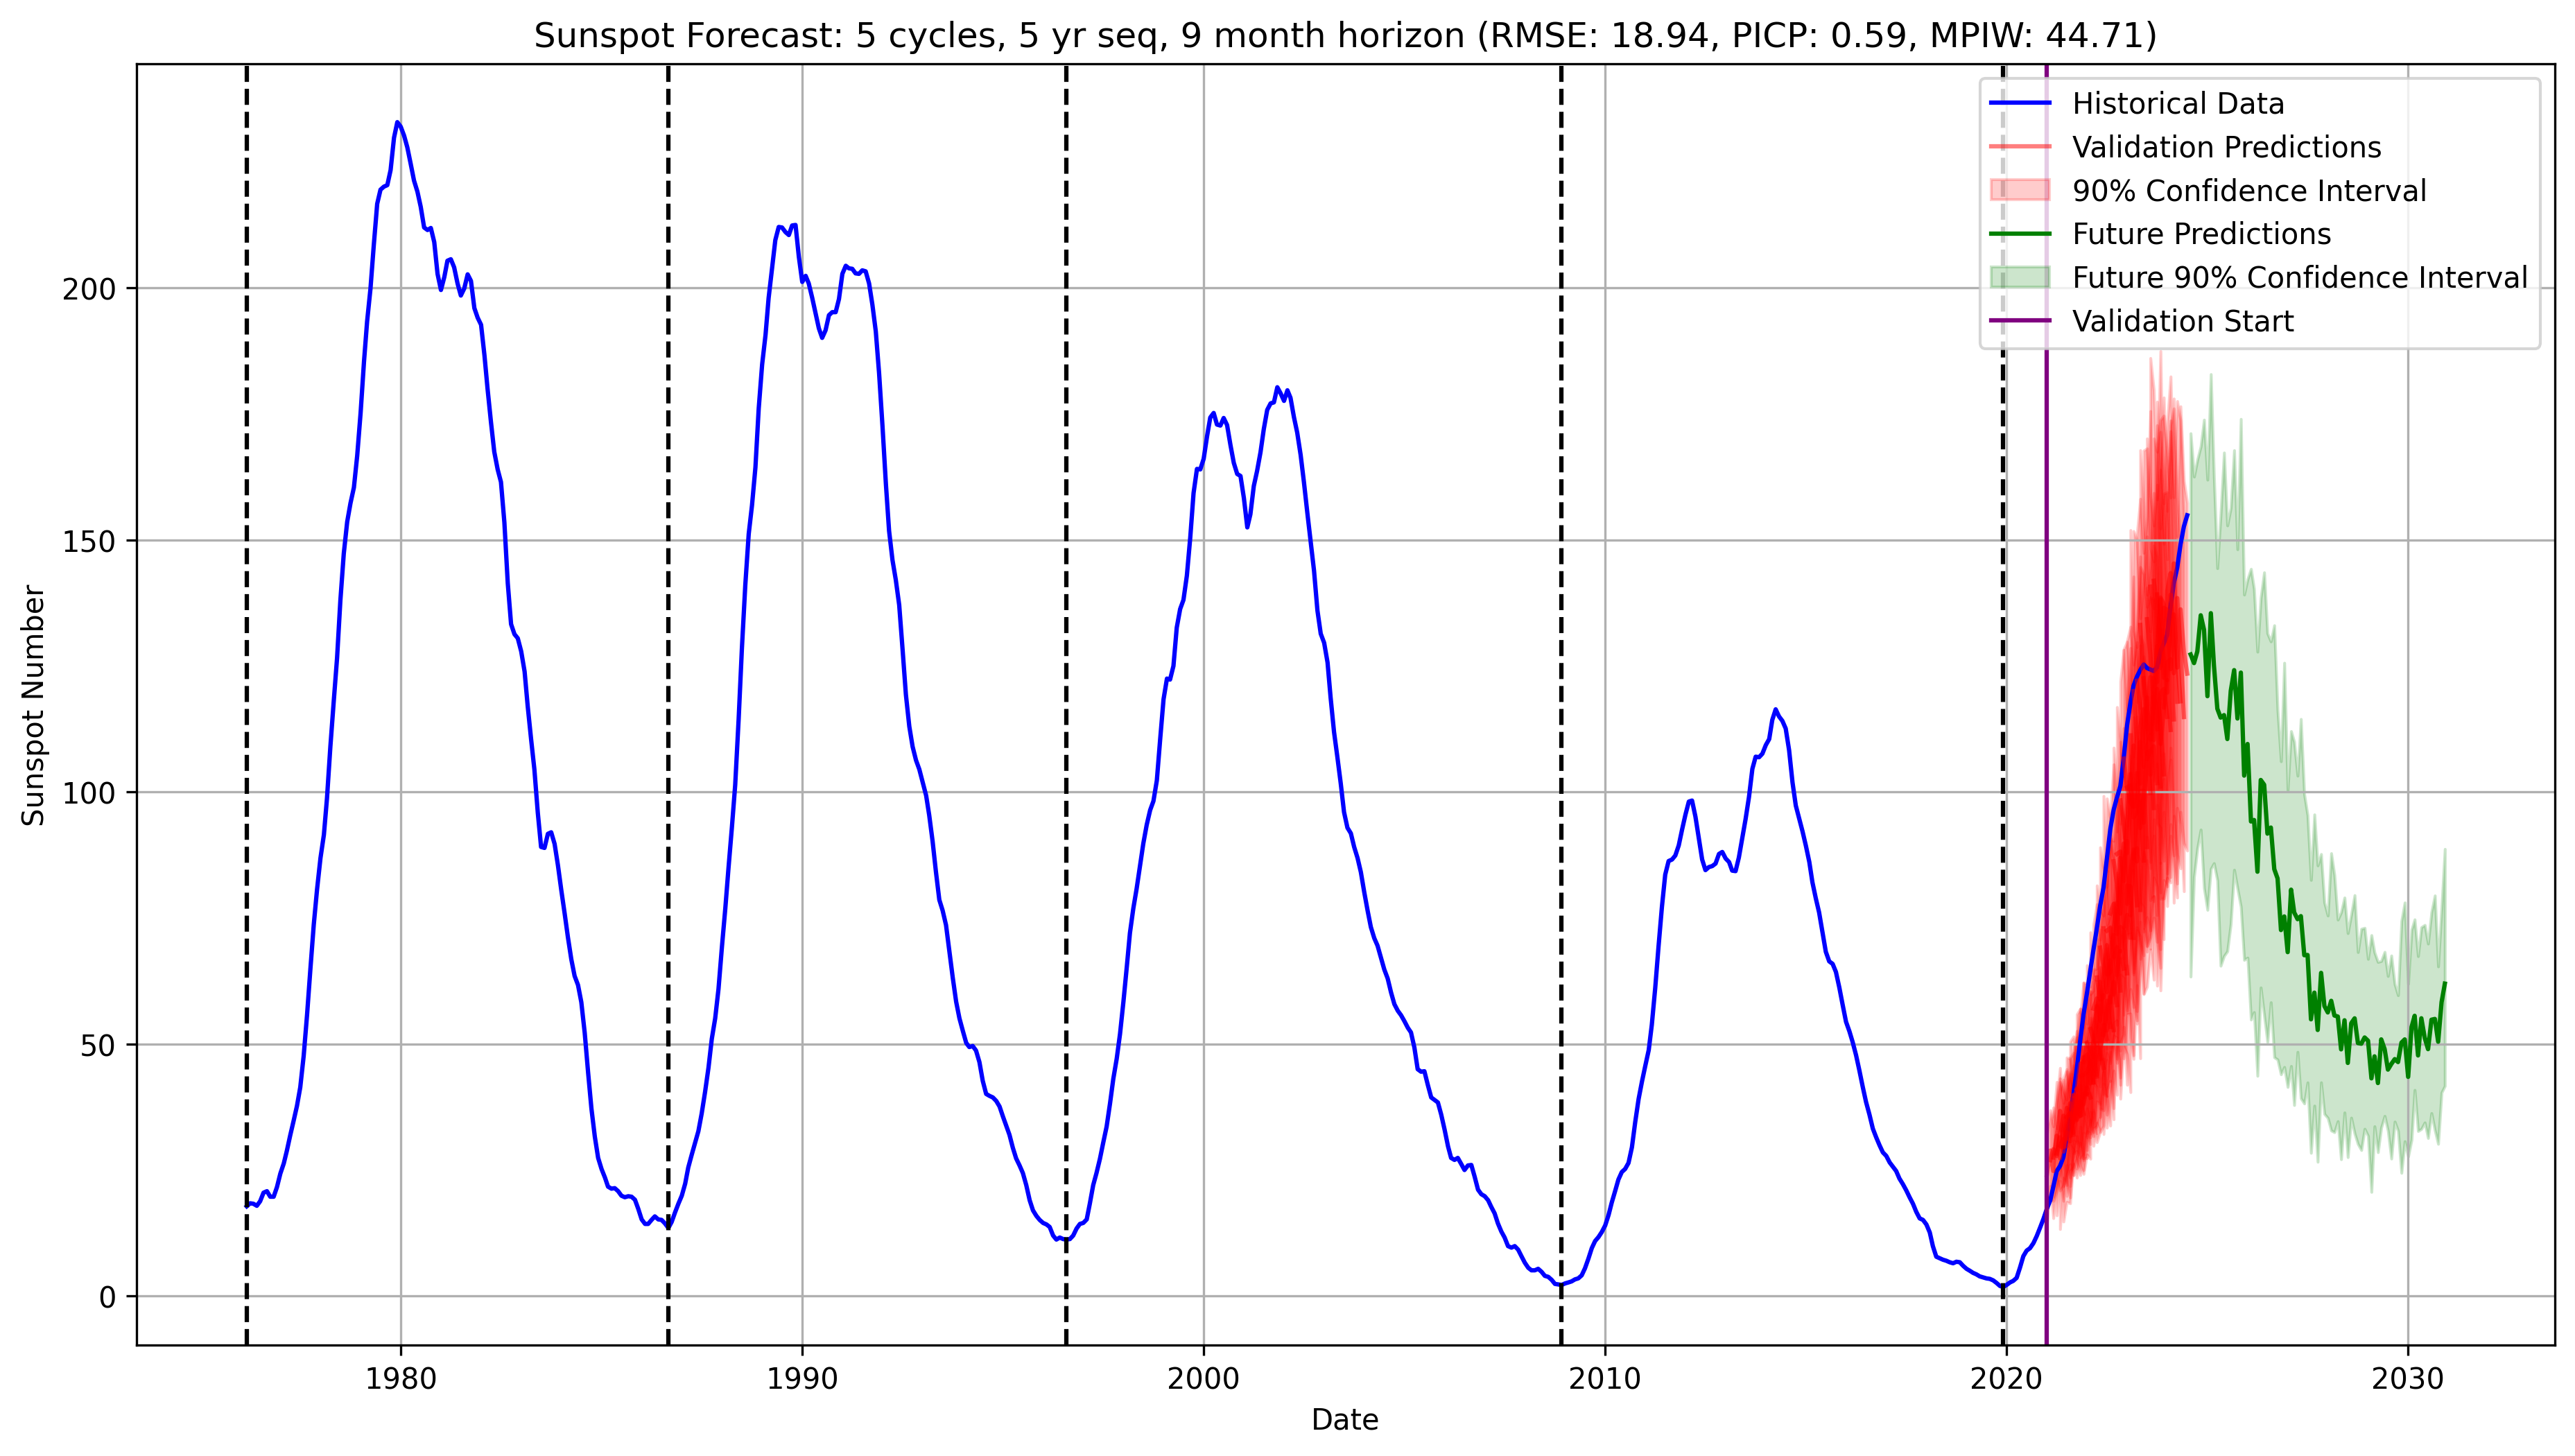 Sunspot Forecast: 5 cycles, 5 yr seq, 9 month horizon (RMSE: 18.94, PICP: 0.59, MPIW: 44.71)
Historical Data
Validation Predictions
90% Confidence Interval
Future Predictions
Future 90% Confidence Interval
Validation Start
Sunspot Number
200
150
100
50
0
1980 1990 2000 2010 2020 2030
Date